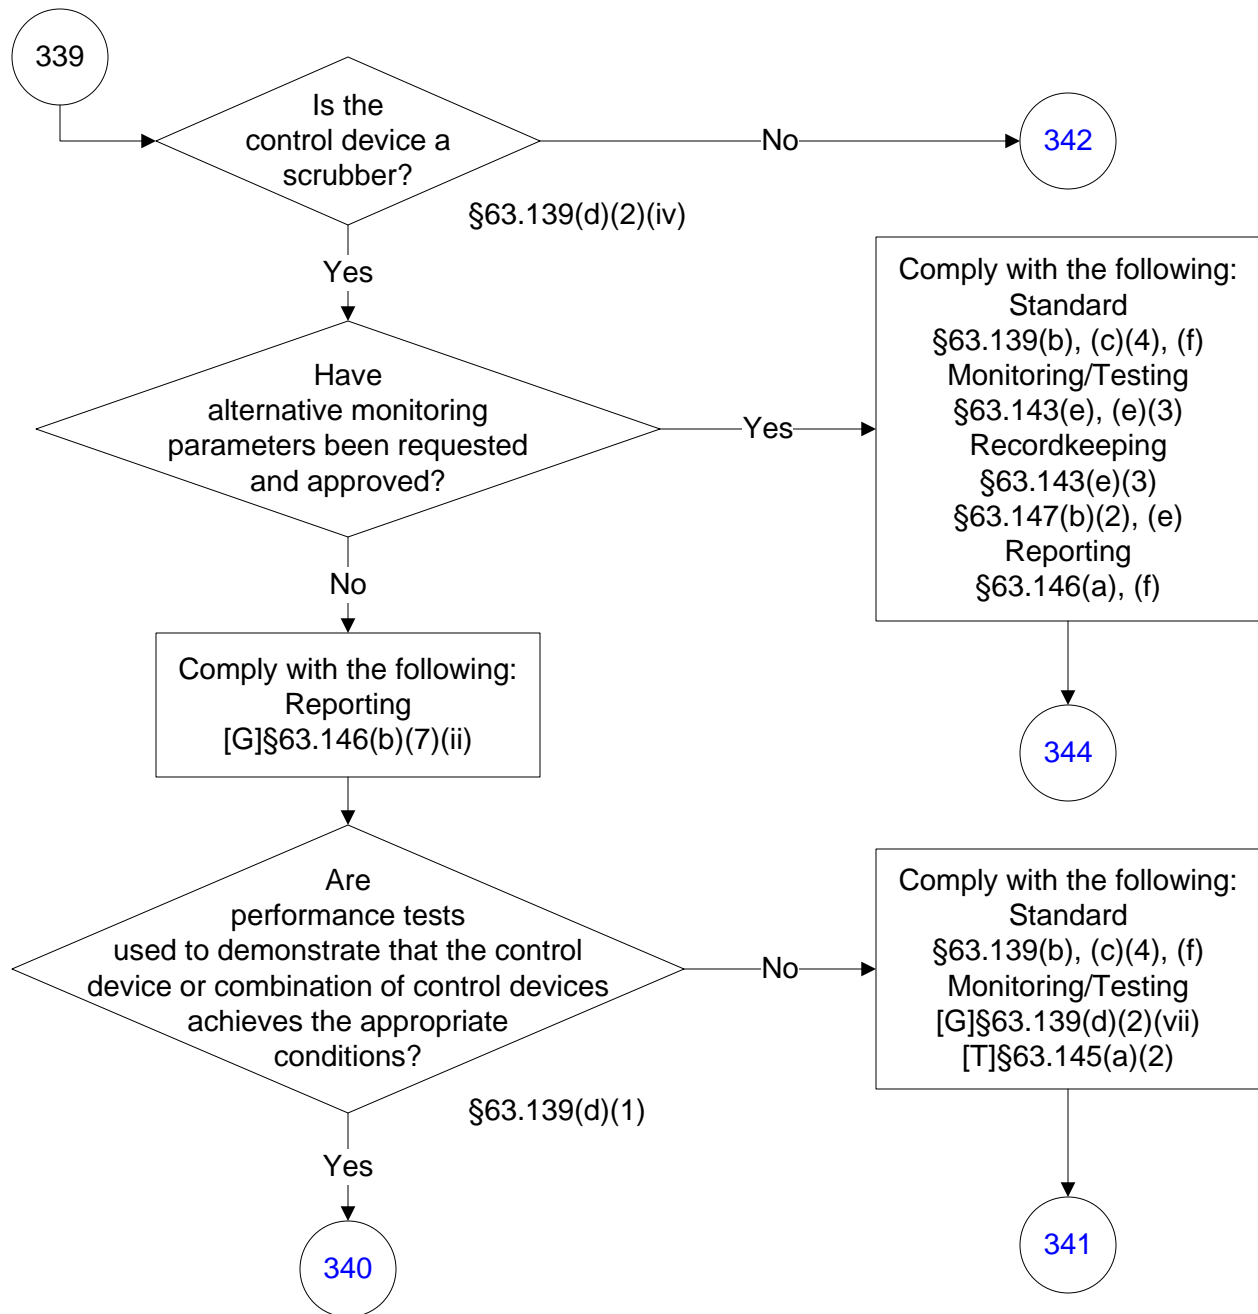 339
Is the
control device a
scrubber?
No
342
§63.139(d)(2)(iv)
Yes
Have
alternative monitoring
parameters been requested
and approved?
Yes
Comply with the following:
Standard
§63.139(b), (c)(4), (f)
Monitoring/Testing
§63.143(e), (e)(3)
Recordkeeping
§63.143(e)(3)
§63.147(b)(2), (e)
Reporting
§63.146(a), (f)
344
No
Comply with the following:
Reporting
[G]§63.146(b)(7)(ii)
Are
performance tests
used to demonstrate that the control
device or combination of control devices
achieves the appropriate
conditions?
No
Comply with the following:
Standard
§63.139(b), (c)(4), (f)
Monitoring/Testing
[G]§63.139(d)(2)(vii)
[T]§63.145(a)(2)
341
§63.139(d)(1)
Yes
340